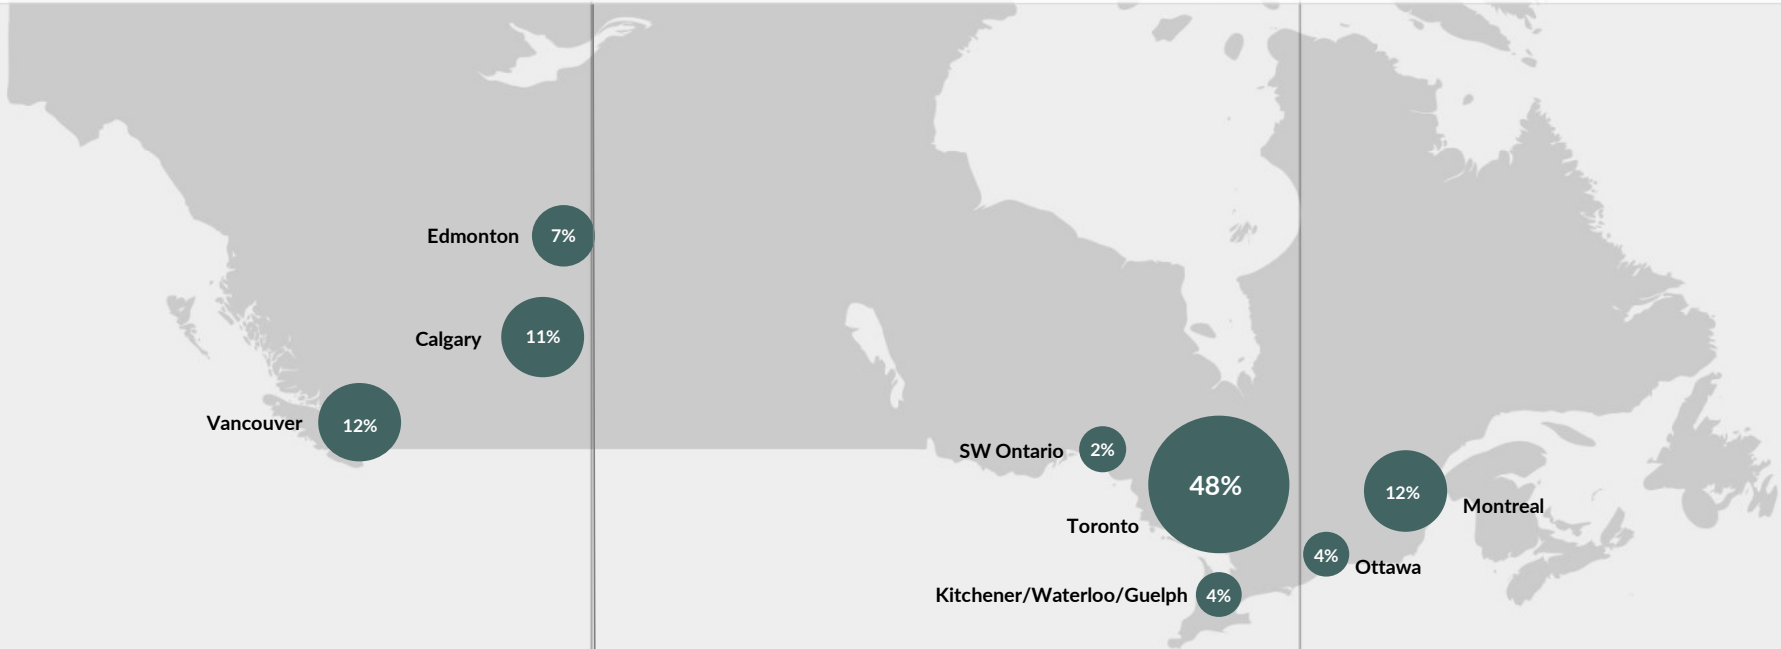 Edmonton 7%
Calgary 11%
Vancouver 12%
SW Ontario 2%
48%
Toronto
12%
Montreal
4%
Ottawa
Kitchener/Waterloo/Guelph 4%